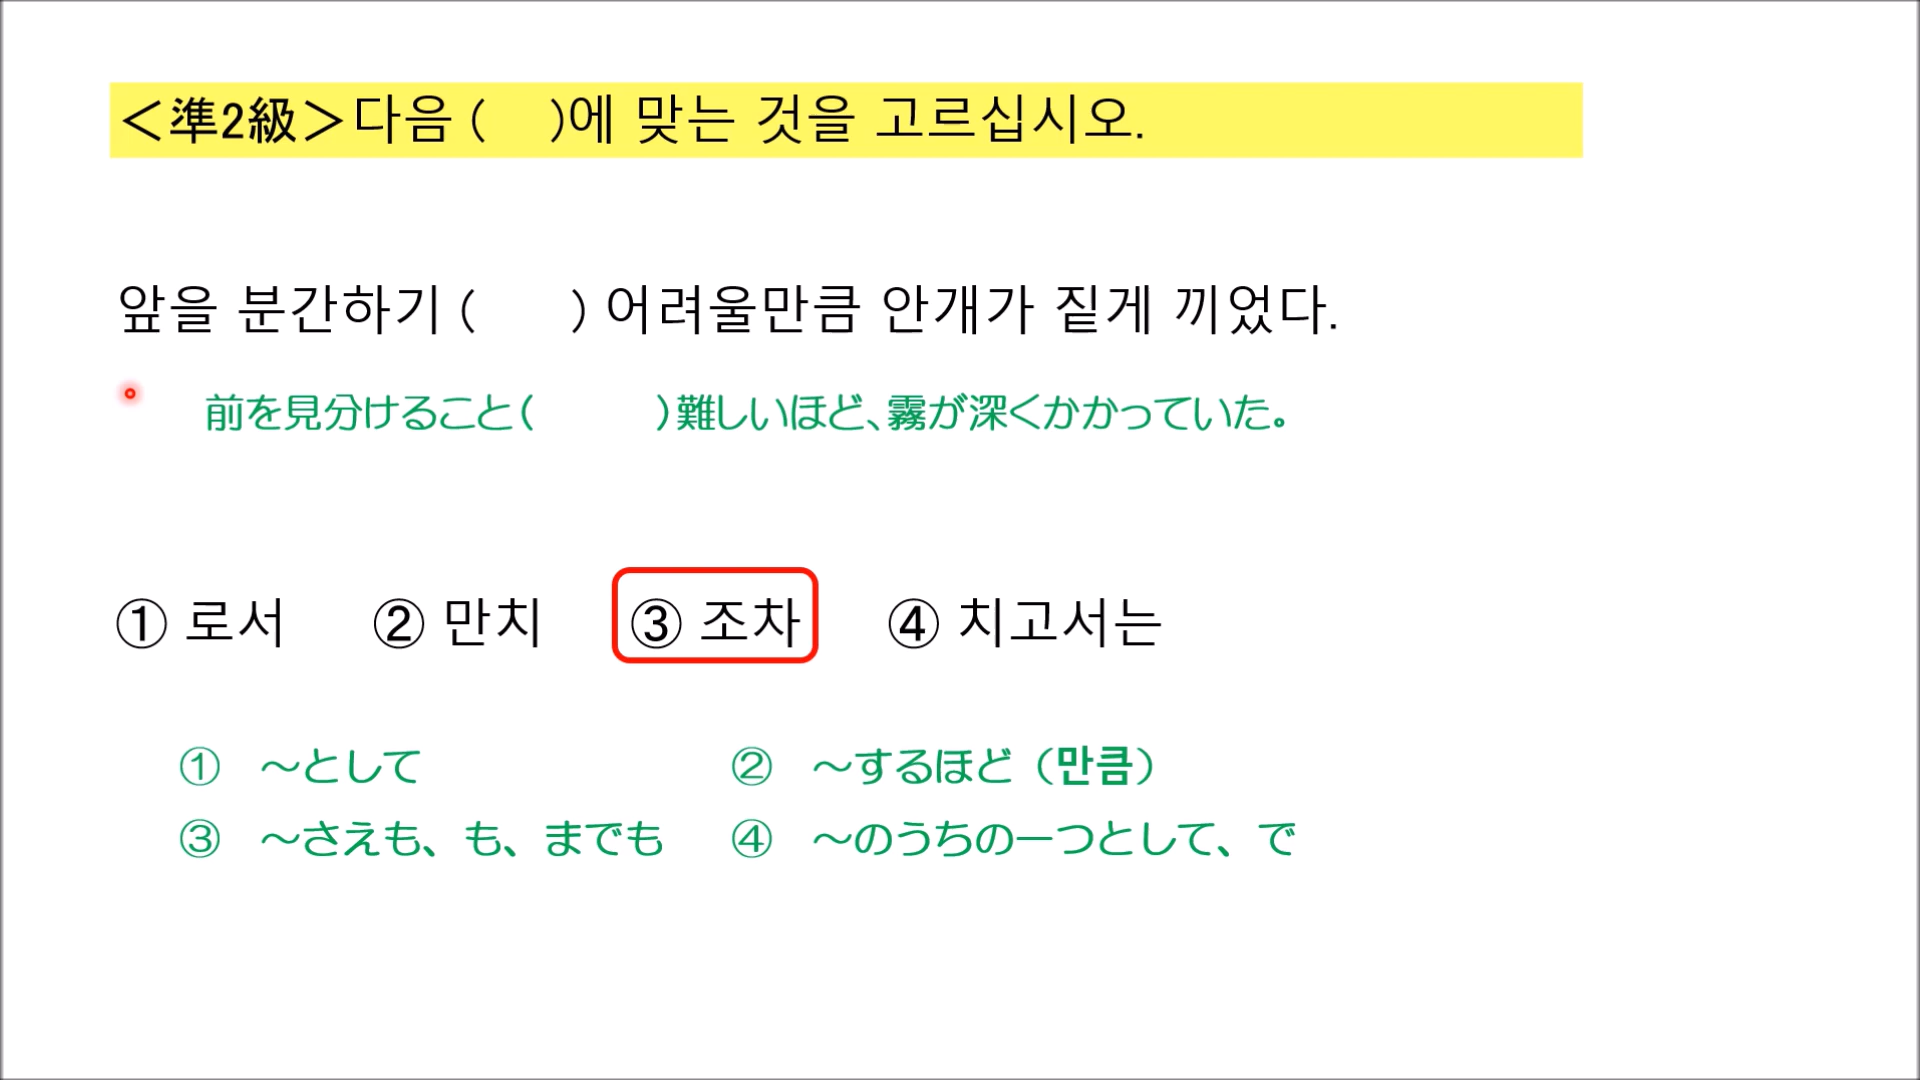 ＜準2級＞다음 (　)에 맞는 것을 고르십시오.
앞을 분간하기 (　　) 어려울만큼 안개가 짙게 끼었다.
前を見分けること(　　　)難しいほど、霧が深くかかっていた。
① 로서　② 만치　③ 조차　④ 치고서는
①　～として　②　～するほど（만큼）
③　～さえも、も、までも　④　～のうちの一つとして、で